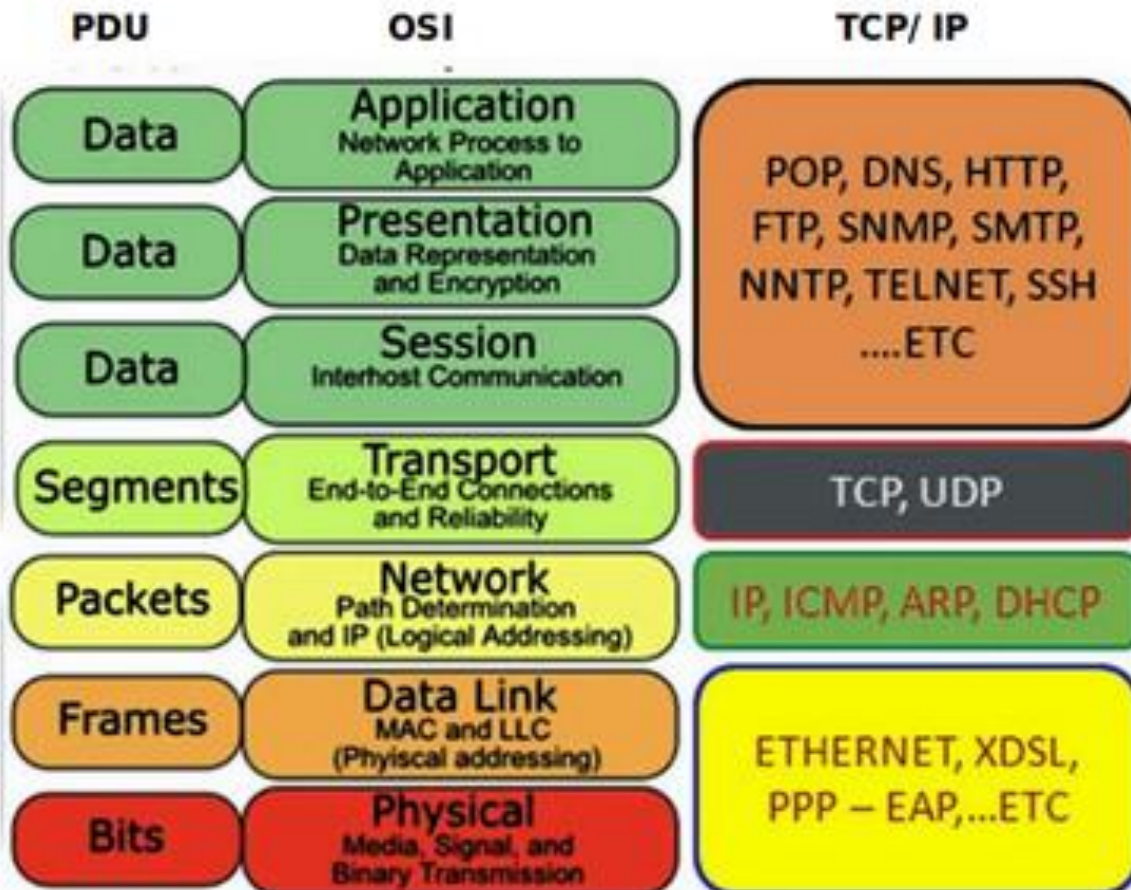 PDU OSI TCP/ IP
Data
Application
Network Process to
Application
Data
Presentation
Data Representation
and Encryption
Data
Session
Interhost Communication
POP, DNS, HTTP,
FTP, SNMP, SMTP,
NNTP, TELNET, SSH
....ETC
Segments
Transport
End-to-End Connections
and Reliability
TCP, UDP
Packets
Network
Path Determination
and IP (Logical Addressing)
IP, ICMP, ARP, DHCP
Frames
Data Link
MAC and LLC
(Phyiscal addressing)
Bits
Physical
Media, Signal, and
Binary Transmission
ETHERNET, XDSL,
PPP – EAP,...ETC